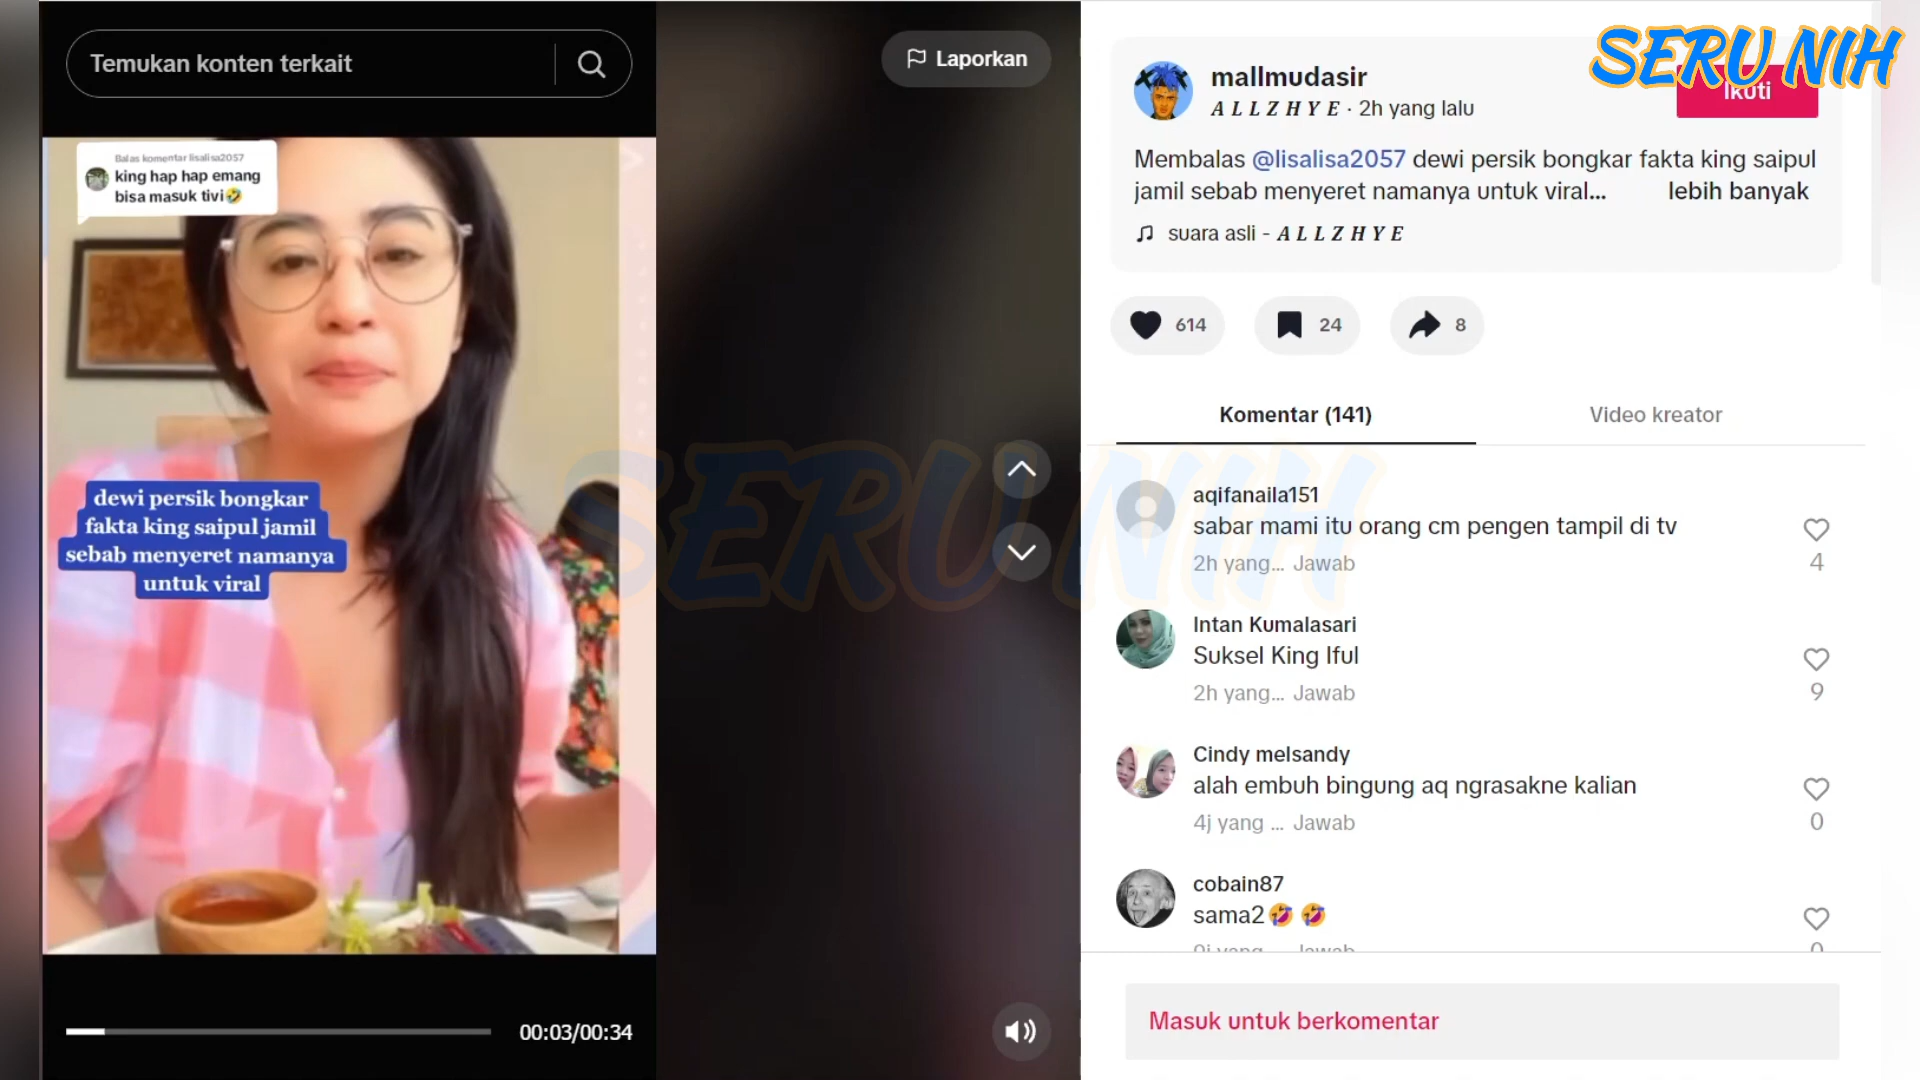 Temukan konten terkait
Balas komentar lisalisa2057
king hap hap emang
bisa masuk tivi🤣
dewi persik bongkar
fakta king saipul jamil
sebab menyeret namanya
untuk viral
00:03/00:34
Laporkan
SERU NIH
SERU NIH
Ikuti
mallmudasir
A L L Z H Y E · 2h yang lalu
Membalas @lisalisa2057 dewi persik bongkar fakta king saipul
jamil sebab menyeret namanya untuk viral... lebih banyak
suara asli - A L L Z H Y E
614 24 8
Komentar (141) Video kreator
aqifanaila151
sabar mami itu orang cm pengen tampil di tv
2h yang... Jawab
4
Intan Kumalasari
Suksel King Iful
2h yang... Jawab
9
Cindy melsandy
alah embuh bingung aq ngrasakne kalian
4j yang ... Jawab
0
cobain87
sama2🤣 🤣
Masuk untuk berkomentar